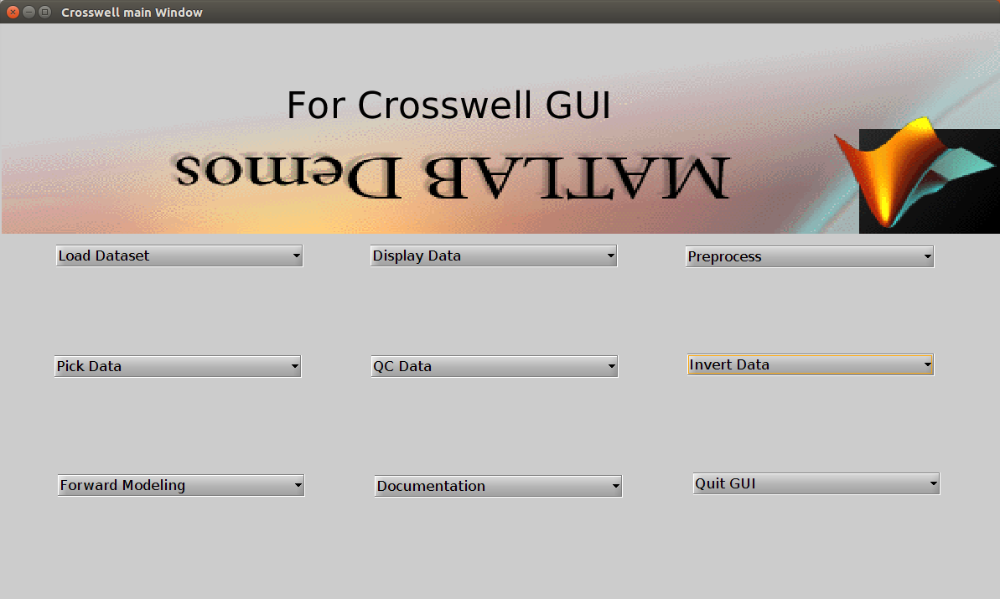 Crosswell main Window
For Crosswell GUI
MATLAB Demos
Load Dataset
Display Data
Preprocess
Pick Data
QC Data
Invert Data
Forward Modeling
Documentation
Quit GUI